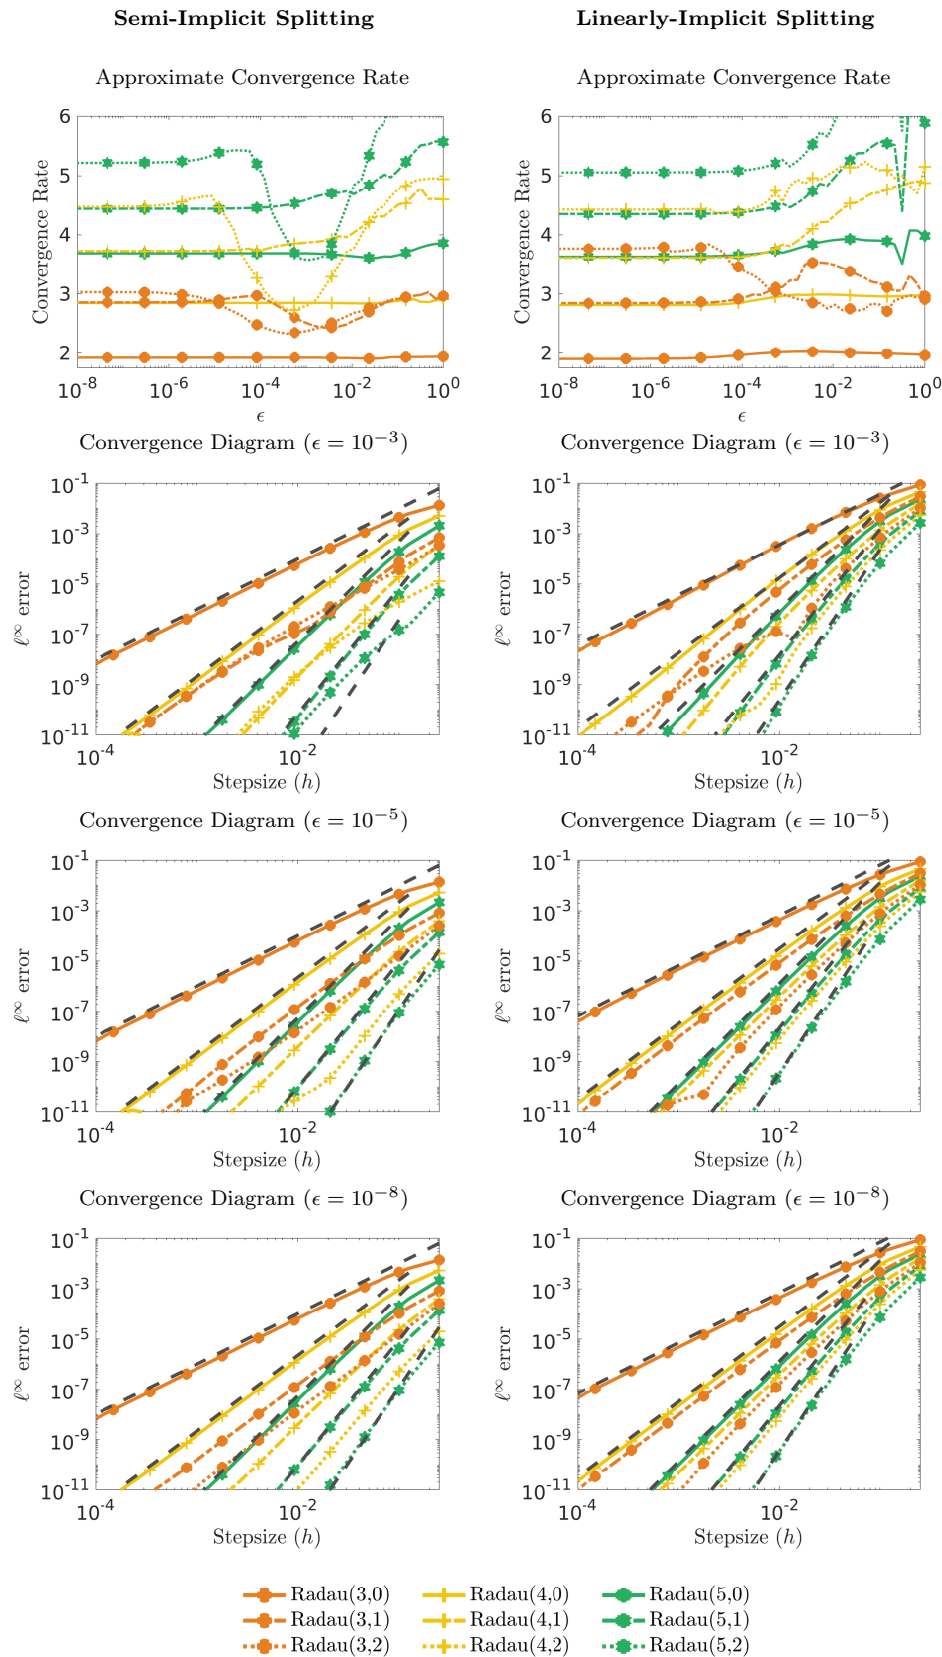 Semi-Implicit Splitting
Linearly-Implicit Splitting
Approximate Convergence Rate
Approximate Convergence Rate
Convergence Rate
6
5
4
3
2
10^-8
10^-6
10^-4
10^-2
10^0
ϵ
Convergence Rate
6
5
4
3
2
10^-8
10^-6
10^-4
10^-2
10^0
ϵ
Convergence Diagram (ϵ = 10^-3)
Convergence Diagram (ϵ = 10^-3)
ℓ^∞ error
10^-1
10^-3
10^-5
10^-7
10^-9
10^-11
10^-4
10^-2
Stepsize (h)
ℓ^∞ error
10^-1
10^-3
10^-5
10^-7
10^-9
10^-11
10^-4
10^-2
Stepsize (h)
Convergence Diagram (ϵ = 10^-5)
Convergence Diagram (ϵ = 10^-5)
ℓ^∞ error
10^-1
10^-3
10^-5
10^-7
10^-9
10^-11
10^-4
10^-2
Stepsize (h)
ℓ^∞ error
10^-1
10^-3
10^-5
10^-7
10^-9
10^-11
10^-4
10^-2
Stepsize (h)
Convergence Diagram (ϵ = 10^-8)
Convergence Diagram (ϵ = 10^-8)
ℓ^∞ error
10^-1
10^-3
10^-5
10^-7
10^-9
10^-11
10^-4
10^-2
Stepsize (h)
ℓ^∞ error
10^-1
10^-3
10^-5
10^-7
10^-9
10^-11
10^-4
10^-2
Stepsize (h)
Radau(3,0)
Radau(4,0)
Radau(5,0)
Radau(3,1)
Radau(4,1)
Radau(5,1)
Radau(3,2)
Radau(4,2)
Radau(5,2)